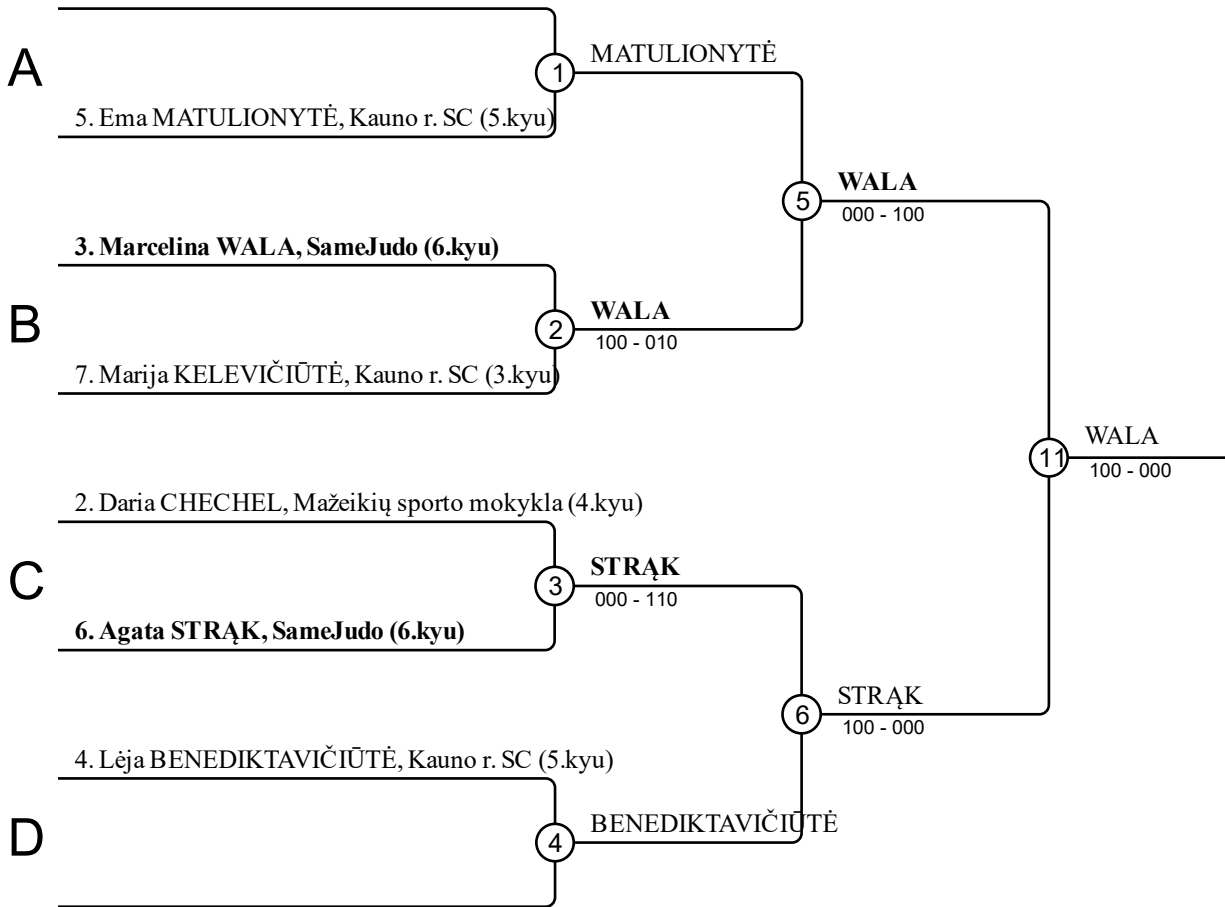 A
1
MATULIONYTĖ
5. Ema MATULIONYTĖ, Kauno r. SC (5.kyu)
5
WALA
000 - 100
3. Marcelina WALA, SameJudo (6.kyu)
B
2
WALA
100 - 010
7. Marija KELEVIČIŪTĖ, Kauno r. SC (3.kyu)
11
WALA
100 - 000
2. Daria CHECHEL, Mažeikių sporto mokykla (4.kyu)
C
3
STRĄK
000 - 110
6. Agata STRĄK, SameJudo (6.kyu)
6
STRĄK
100 - 000
4. Lėja BENEDIKTAVIČIŪTĖ, Kauno r. SC (5.kyu)
D
4
BENEDIKTAVIČIŪTĖ